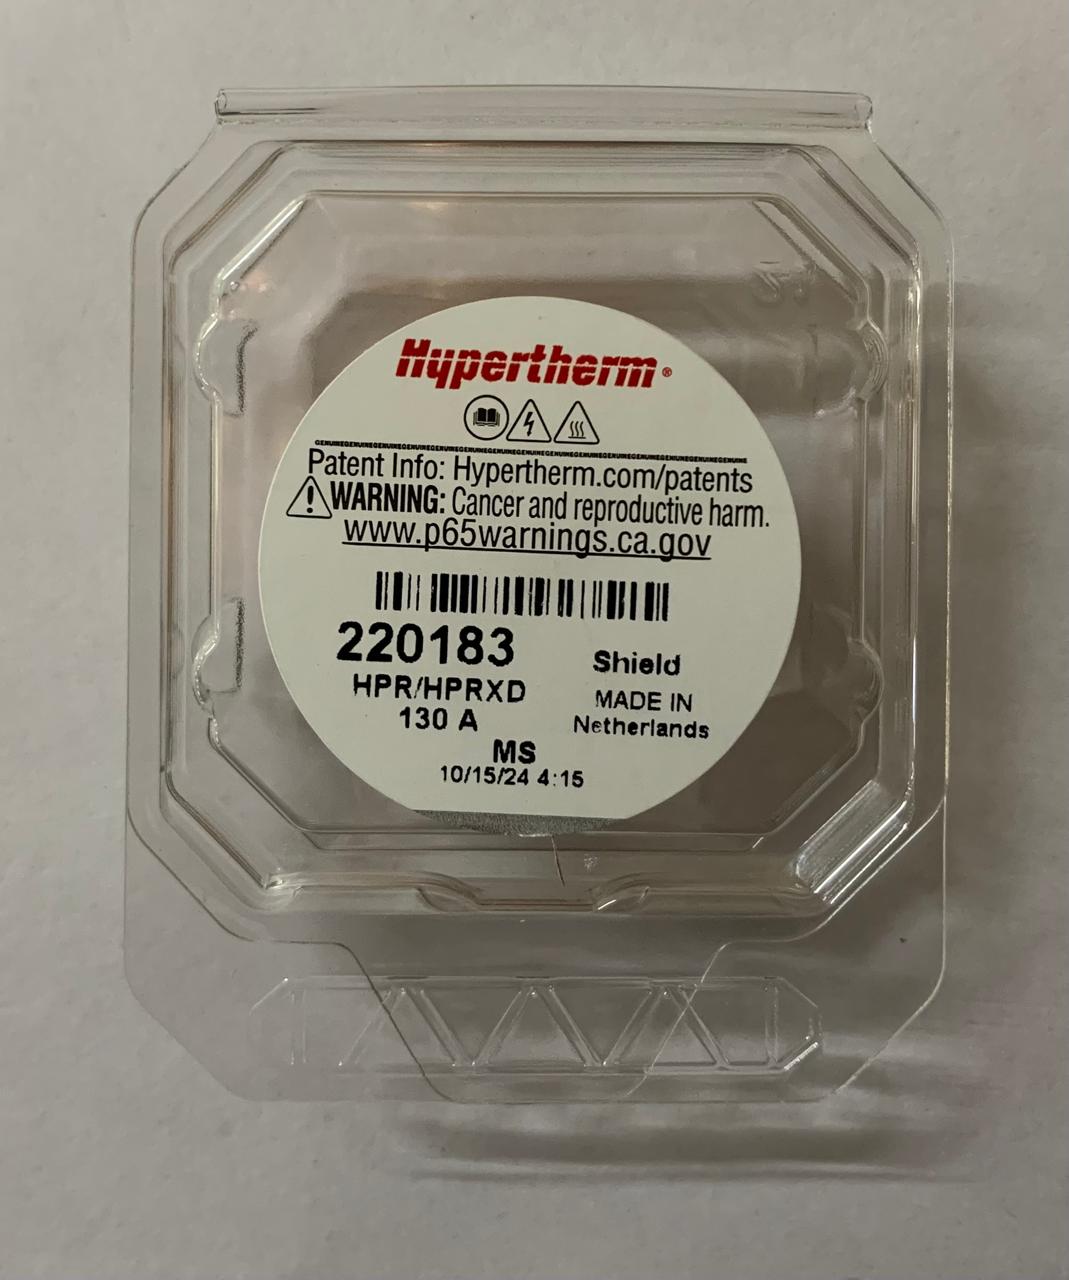 Hypertherm®
GENUINEGENUINEGENUINEGENUINEGENUINEGENUINEGENUINEGENUINEGENUINEGENUINEGENUINE
Patent Info: Hypertherm.com/patents
WARNING: Cancer and reproductive harm.
www.p65warnings.ca.gov
220183
Shield
HPR/HPRXD
MADE IN
130 A
Netherlands
MS
10/15/24 4:15